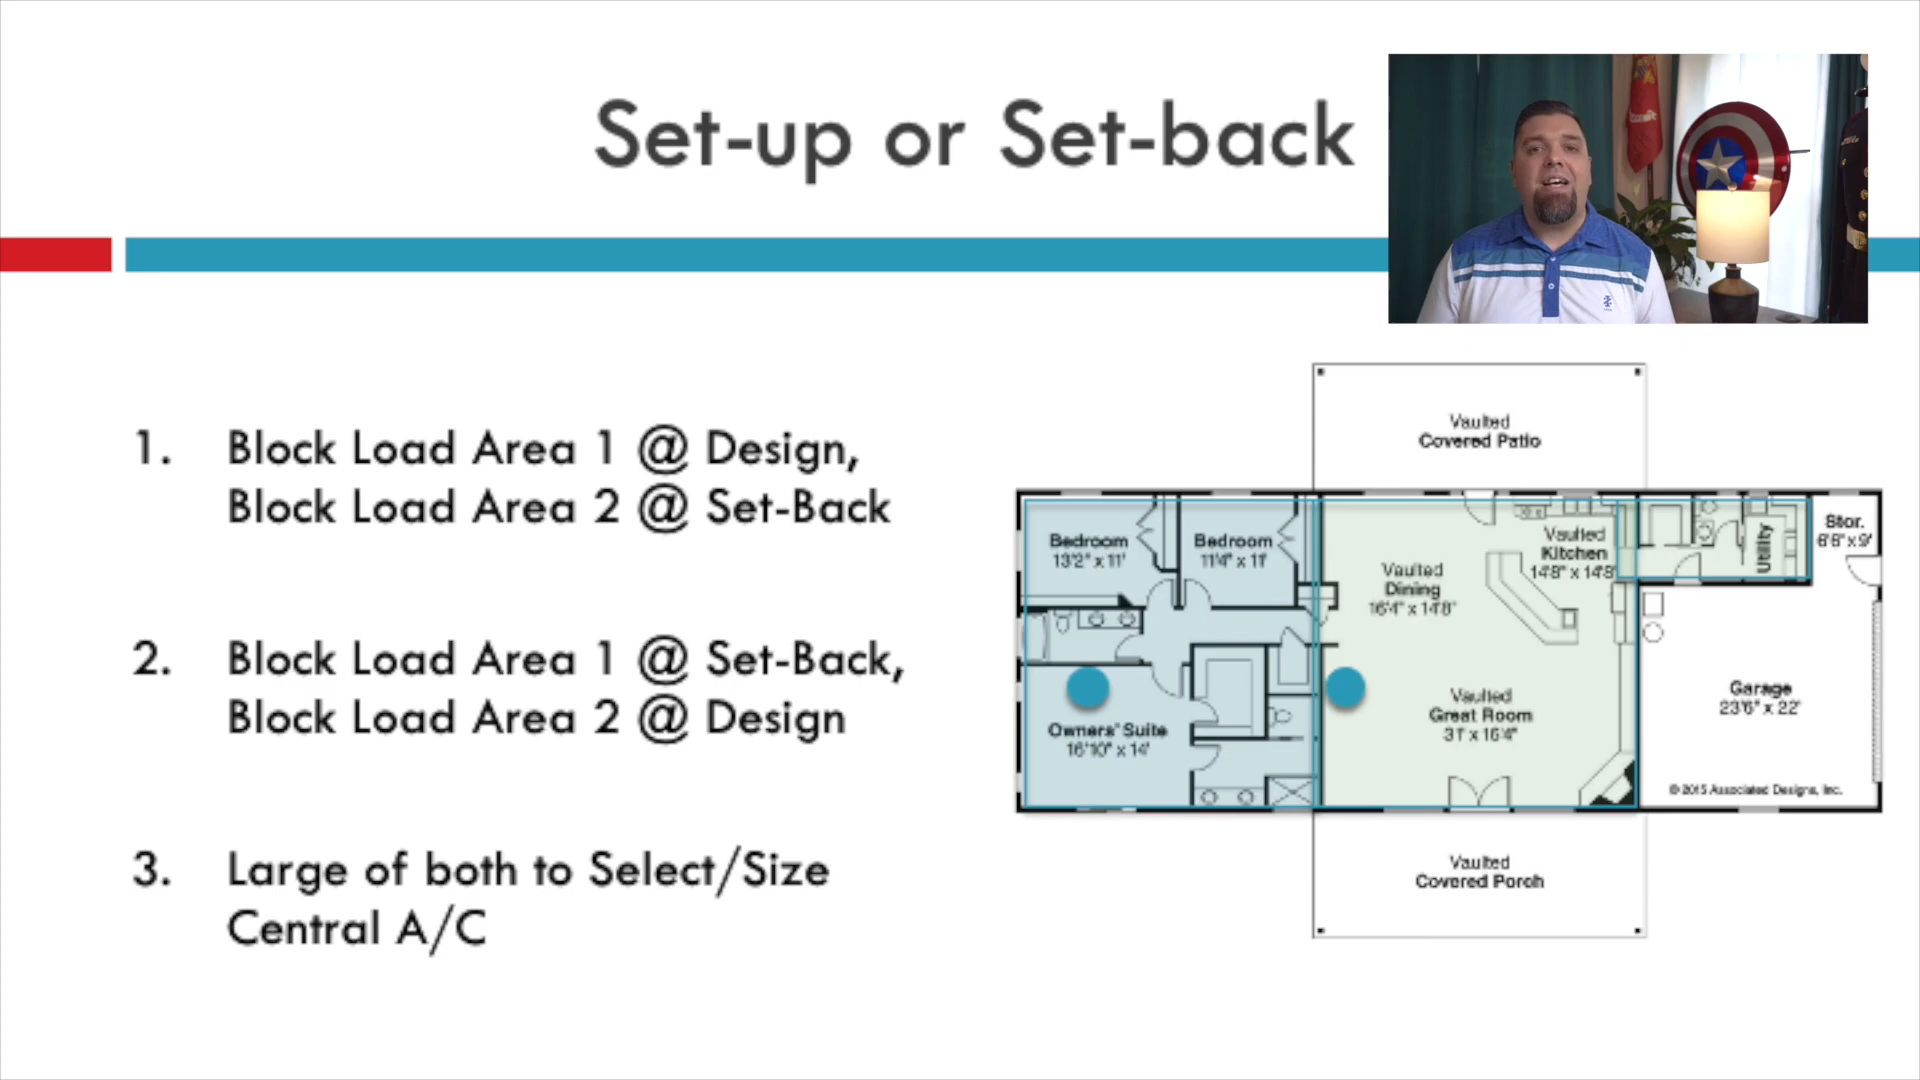 Set-up or Set-back
1. Block Load Area 1 @ Design,
Block Load Area 2 @ Set-Back
2. Block Load Area 1 @ Set-Back,
Block Load Area 2 @ Design
3. Large of both to Select/Size
Central A/C
Vaulted
Covered Patio
Bedroom
13'2" x 11'
Bedroom
11'4" x 11'
Vaulted
Dining
16'4" x 14'8"
Vaulted
Kitchen
14'8" x 14'8"
Utility
Stor.
6'6" x 9'
Owners' Suite
16'10" x 14'
Vaulted
Great Room
31' x 16'4"
Garage
23'6" x 22'
© 2015 Associated Designs, Inc.
Vaulted
Covered Porch